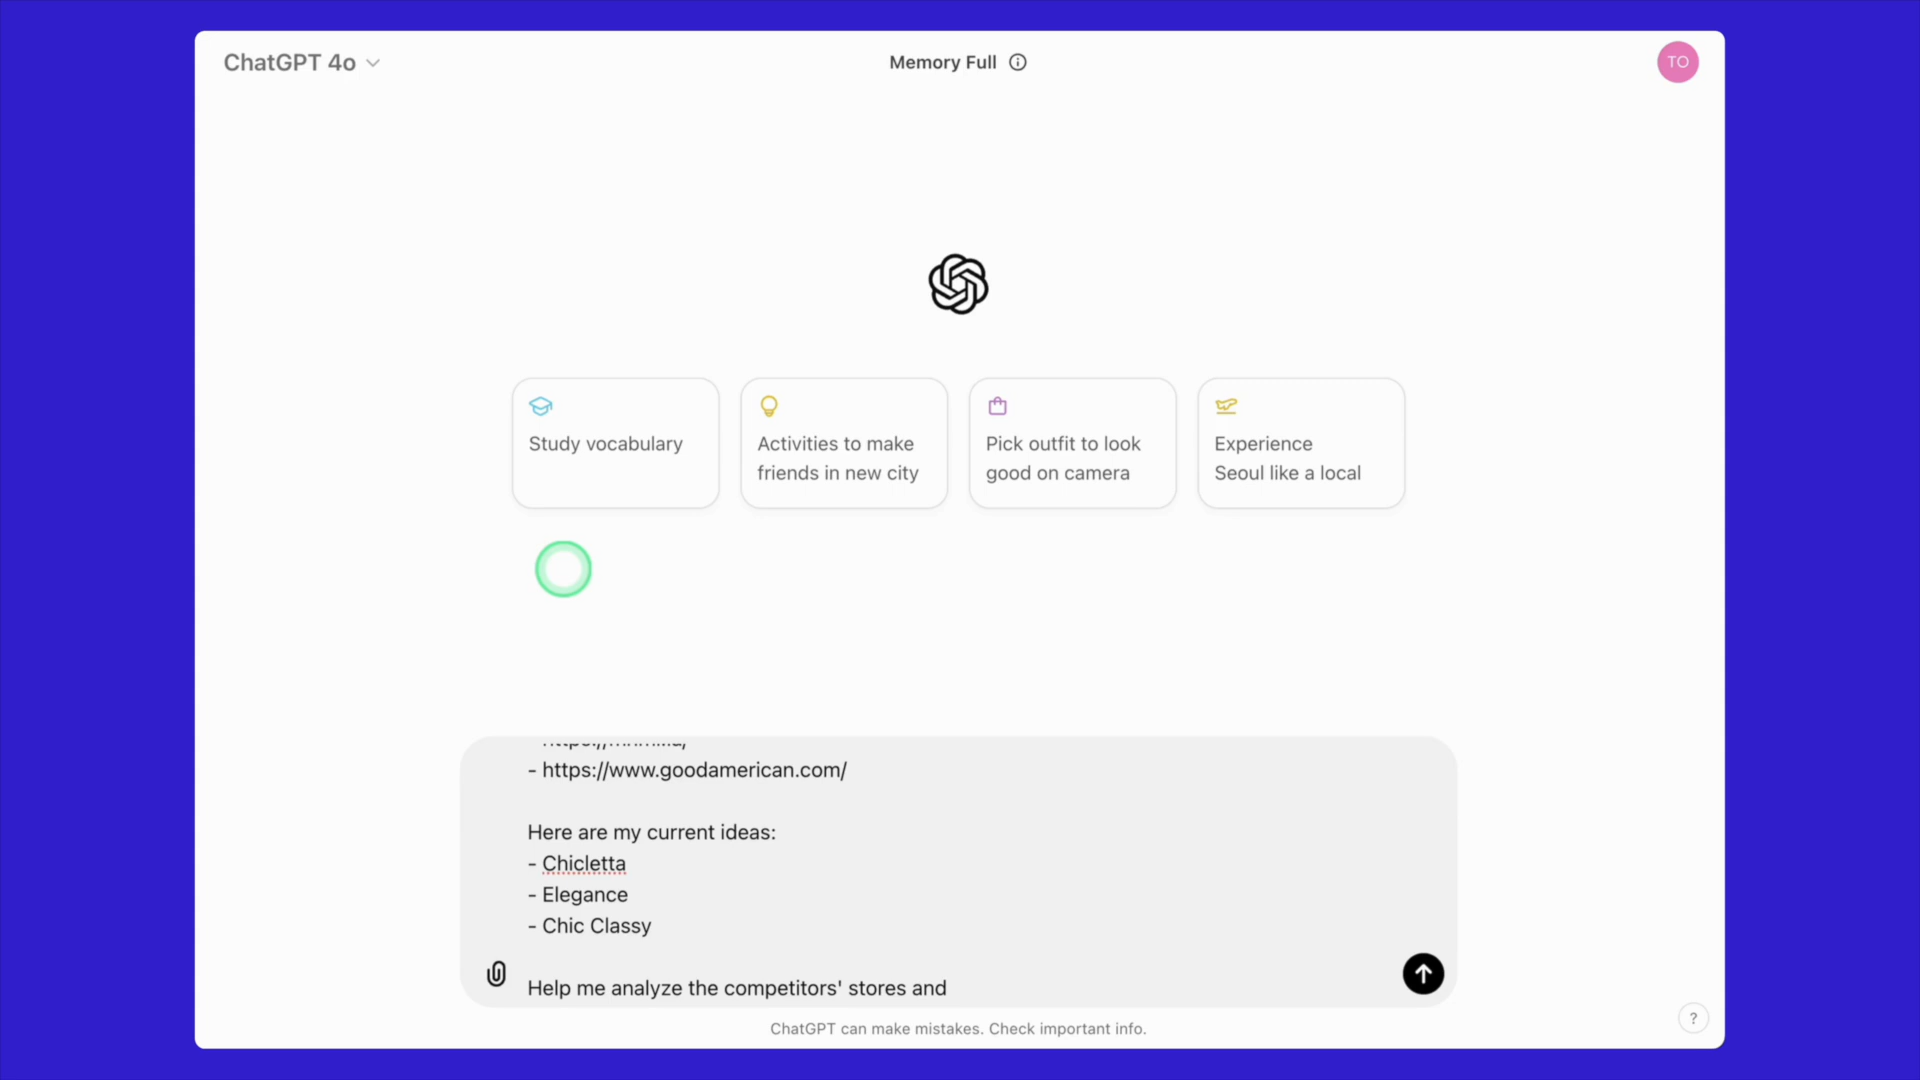 ChatGPT 4o
Memory Full
TO
Study vocabulary
Activities to make
friends in new city
Pick outfit to look
good on camera
Experience
Seoul like a local
- https://www.goodamerican.com/
Here are my current ideas:
- Chicletta
- Elegance
- Chic Classy
Help me analyze the competitors' stores and
ChatGPT can make mistakes. Check important info.
?